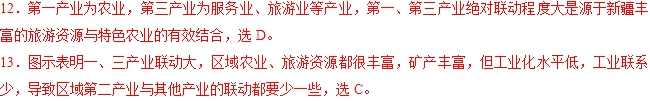 12．第一产业为农业，第三产业为服务业、旅游业等产业，第一、第三产业绝对联动程度大是源于新疆丰
富的旅游资源与特色农业的有效结合，选 D。
13．图示表明一、三产业联动大，区域农业、旅游资源都很丰富，矿产丰富，但工业化水平低，工业联系
少，导致区域第二产业与其他产业的联动都要少一些，选 C。